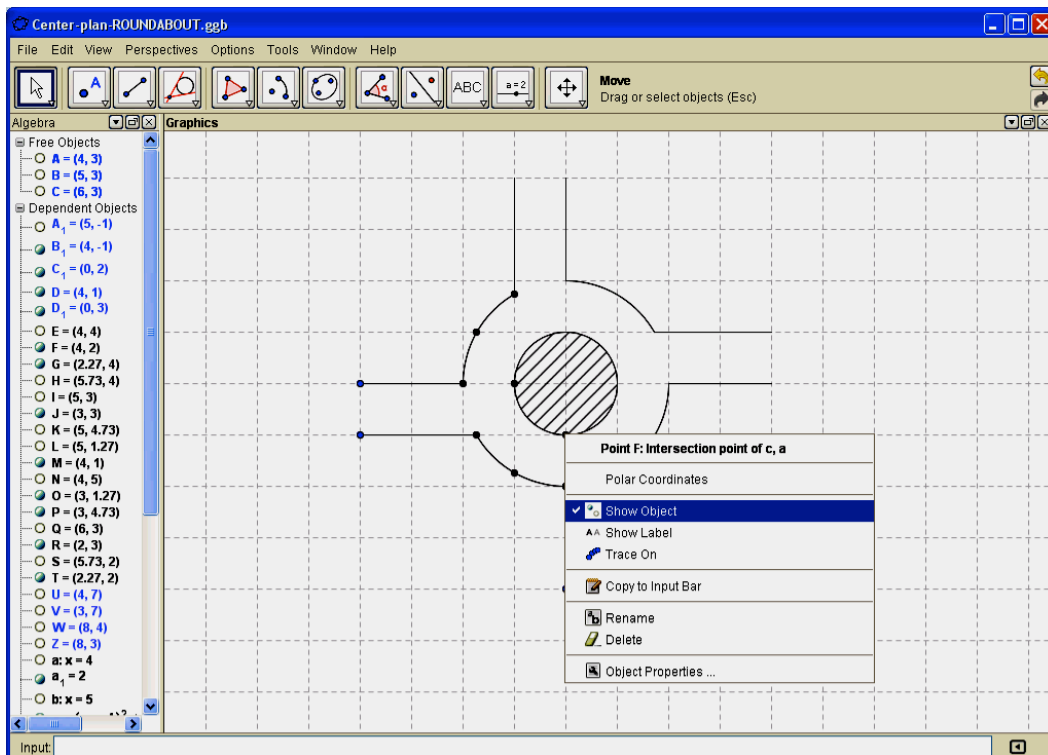 Center-plan-ROUNDABOUT.ggb
File Edit View Perspectives Options Tools Window Help
A
α
ABC
a=2
Move
Drag or select objects (Esc)
Algebra
Graphics
Free Objects
A = (4, 3)
B = (5, 3)
C = (6, 3)
Dependent Objects
A₁ = (5, -1)
B₁ = (4, -1)
C₁ = (0, 2)
D = (4, 1)
D₁ = (0, 3)
E = (4, 4)
F = (4, 2)
G = (2.27, 4)
H = (5.73, 4)
I = (5, 3)
J = (3, 3)
K = (5, 4.73)
L = (5, 1.27)
M = (4, 1)
N = (4, 5)
O = (3, 1.27)
P = (3, 4.73)
Q = (6, 3)
R = (2, 3)
S = (5.73, 2)
T = (2.27, 2)
U = (4, 7)
V = (3, 7)
W = (8, 4)
Z = (8, 3)
a: x = 4
a₁ = 2
b: x = 5
Point F: Intersection point of c, a
Polar Coordinates
Show Object
AA Show Label
Trace On
Copy to Input Bar
ab Rename
Delete
Object Properties ...
Input: